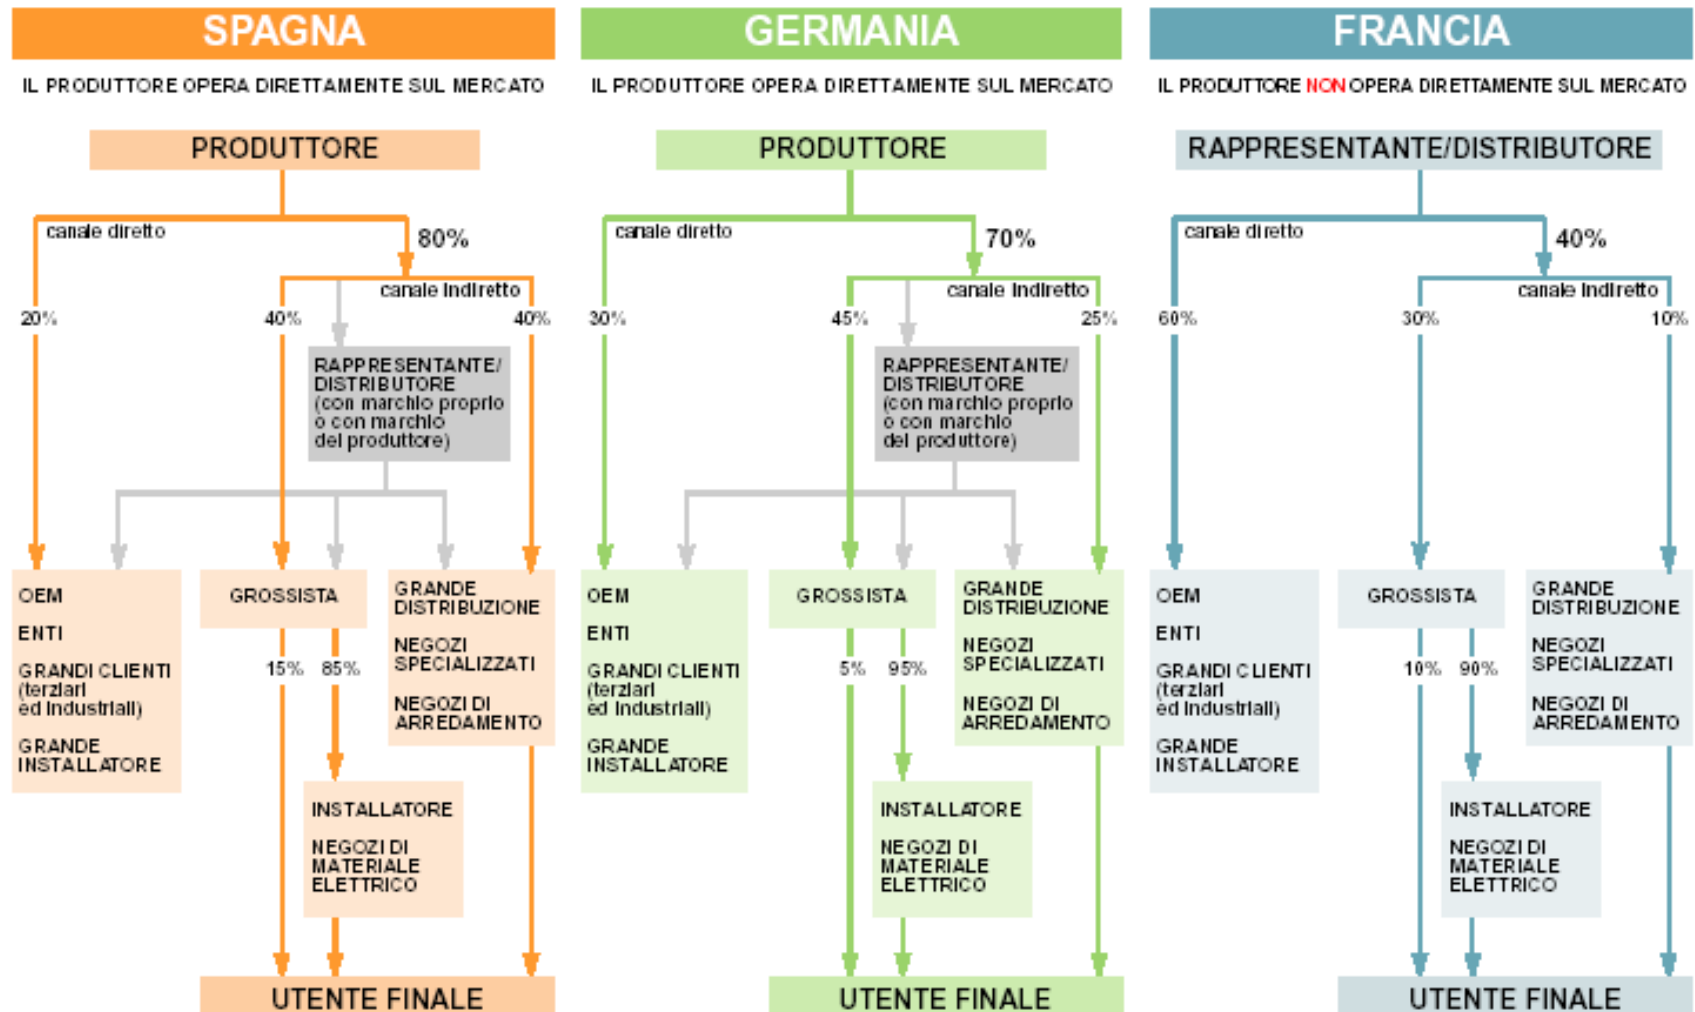 SPAGNA
IL PRODUTTORE OPERA DIRETTAMENTE SUL MERCATO
PRODUTTORE
canale diretto
80%
canale Indiretto
20%
40%
40%
RAPPRESENTANTE/
DISTRIBUTORE
(con marchio proprio
o con marchio
del produttore)
OEM
ENTI
GRANDI CLIENTI
(terziari
ed Industriali)
GRANDE
INSTALLATORE
GROSSISTA
15%
85%
GRANDE
DISTRIBUZIONE
NEGOZI
SPECIALIZZATI
NEGOZI DI
ARREDAMENTO
INSTALLATORE
NEGOZI DI
MATERIALE
ELETTRICO
UTENTE FINALE
GERMANIA
IL PRODUTTORE OPERA DIRETTAMENTE SUL MERCATO
PRODUTTORE
canale diretto
70%
canale Indiretto
30%
45%
25%
RAPPRESENTANTE/
DISTRIBUTORE
(con marchio proprio
o con marchio
del produttore)
OEM
ENTI
GRANDI CLIENTI
(terziari
ed Industriali)
GRANDE
INSTALLATORE
GROSSISTA
5%
95%
GRANDE
DISTRIBUZIONE
NEGOZI
SPECIALIZZATI
NEGOZI DI
ARREDAMENTO
INSTALLATORE
NEGOZI DI
MATERIALE
ELETTRICO
UTENTE FINALE
FRANCIA
IL PRODUTTORE NON OPERA DIRETTAMENTE SUL MERCATO
RAPPRESENTANTE/DISTRIBUTORE
canale diretto
40%
canale Indiretto
60%
30%
10%
OEM
ENTI
GRANDI CLIENTI
(terziari
ed Industriali)
GRANDE
INSTALLATORE
GROSSISTA
10%
90%
GRANDE
DISTRIBUZIONE
NEGOZI
SPECIALIZZATI
NEGOZI DI
ARREDAMENTO
INSTALLATORE
NEGOZI DI
MATERIALE
ELETTRICO
UTENTE FINALE